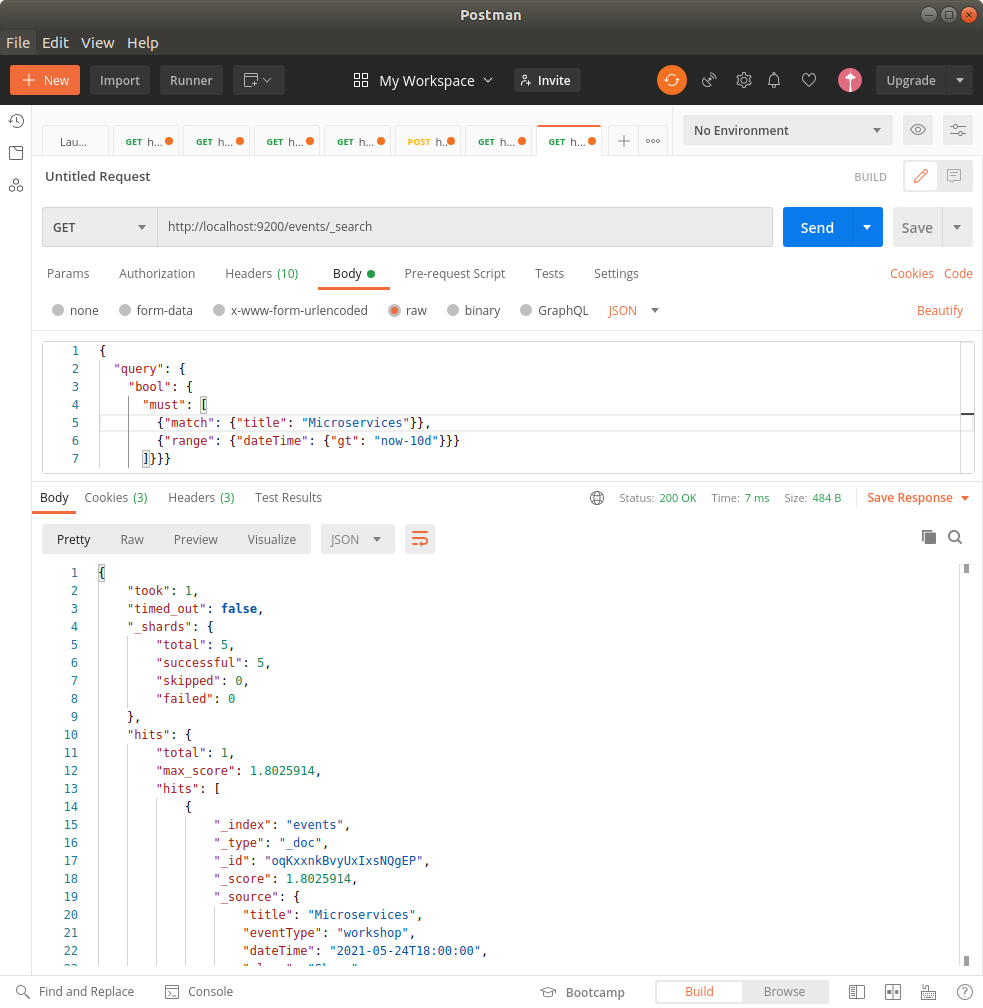 Postman
File Edit View Help
New Import Runner My Workspace Invite Upgrade
Lau... GET h... GET h... GET h... GET h... POST h... GET h... GET h... No Environment
Untitled Request BUILD
GET http://localhost:9200/events/_search Send Save
Params Authorization Headers (10) Body Pre-request Script Tests Settings Cookies Code
none form-data x-www-form-urlencoded raw binary GraphQL JSON Beautify
1 {
2 "query": {
3 "bool": {
4 "must": [
5 {"match": {"title": "Microservices"}},
6 {"range": {"dateTime": {"gt": "now-10d"}}}
7 ]}}}
Body Cookies (3) Headers (3) Test Results Status: 200 OK Time: 7 ms Size: 484 B Save Response
Pretty Raw Preview Visualize JSON
1 {
2 "took": 1,
3 "timed_out": false,
4 "_shards": {
5 "total": 5,
6 "successful": 5,
7 "skipped": 0,
8 "failed": 0
9 },
10 "hits": {
11 "total": 1,
12 "max_score": 1.8025914,
13 "hits": [
14 {
15 "_index": "events",
16 "_type": "_doc",
17 "_id": "oqKxxnkBvyUxIxsNQgEP",
18 "_score": 1.8025914,
19 "_source": {
20 "title": "Microservices",
21 "eventType": "workshop",
22 "dateTime": "2021-05-24T18:00:00",
Find and Replace Console Bootcamp Build Browse